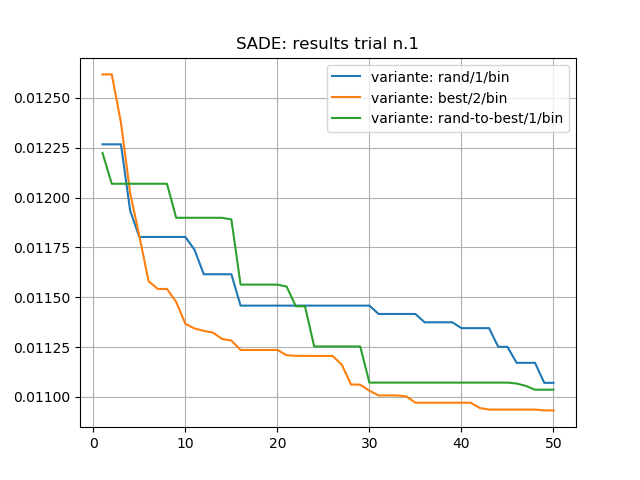 SADE: results trial n.1
variante: rand/1/bin
variante: best/2/bin
variante: rand-to-best/1/bin
0.01250
0.01225
0.01200
0.01175
0.01150
0.01125
0.01100
0 10 20 30 40 50